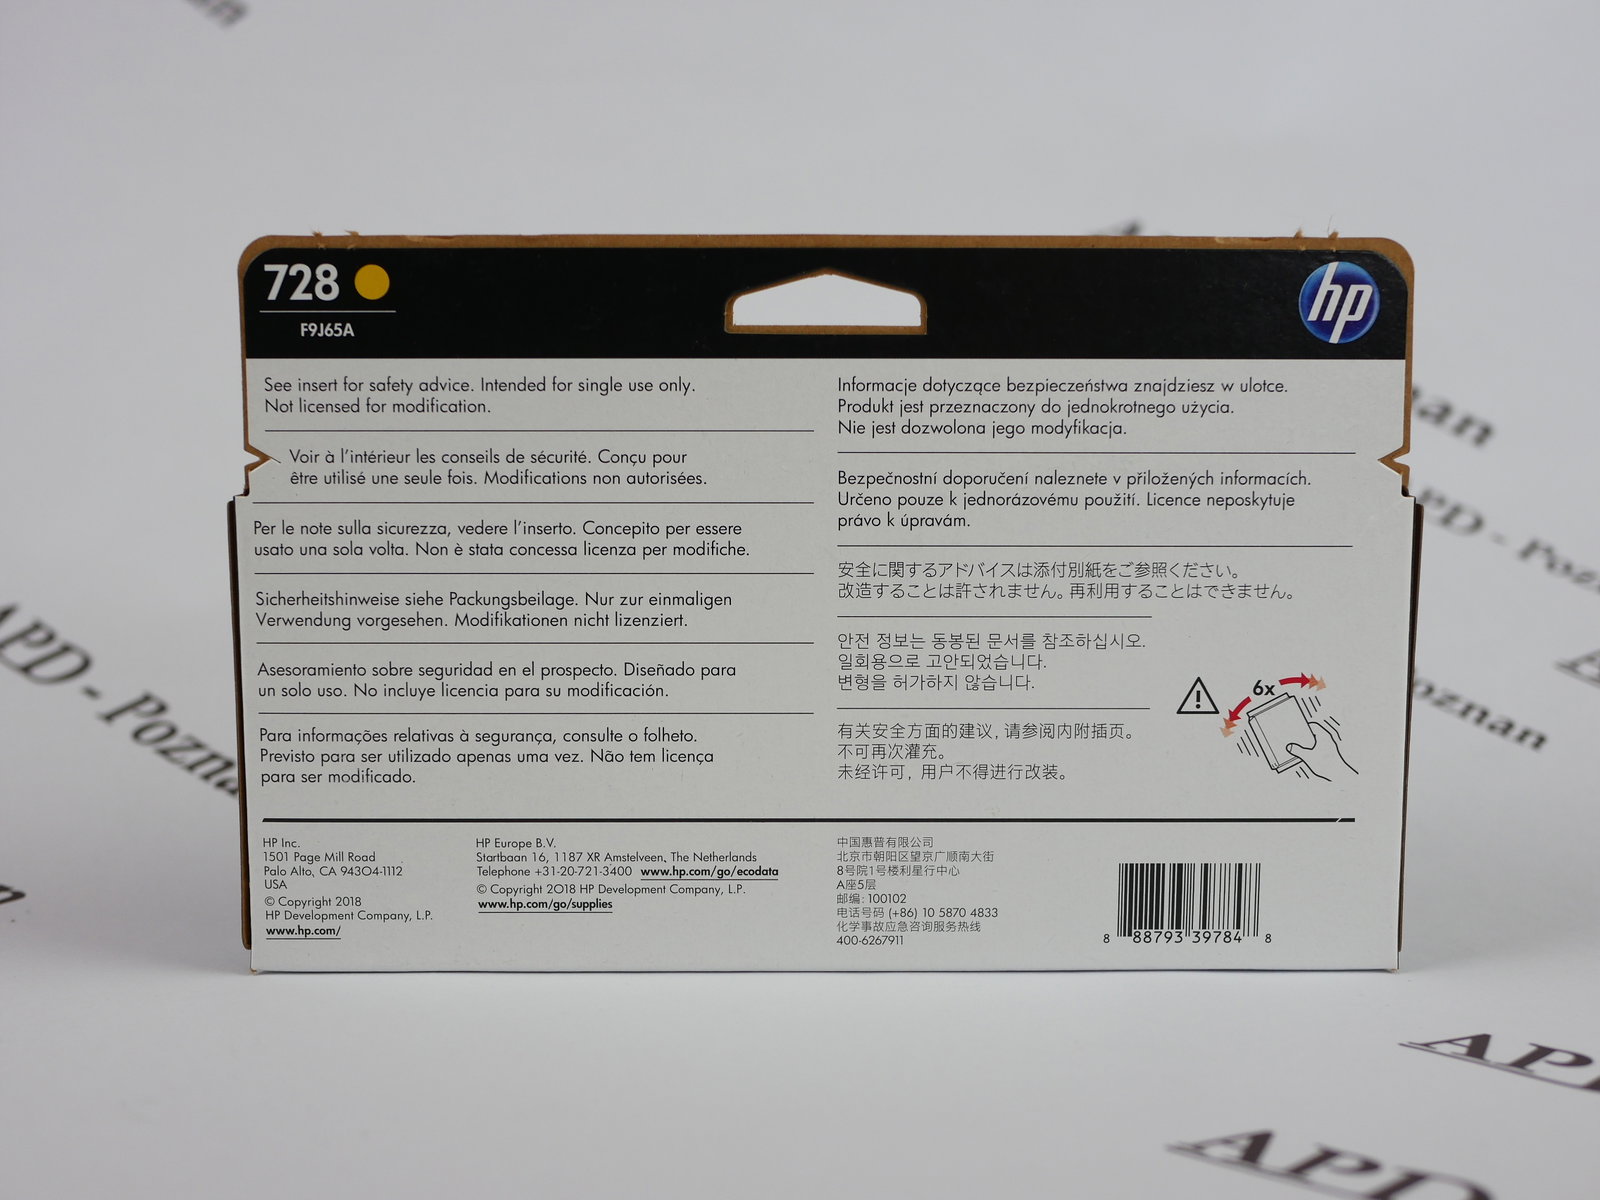 728
F9J65A
hp
See insert for safety advice. Intended for single use only.
Not licensed for modification.
Voir à l’intérieur les conseils de sécurité. Conçu pour
être utilisé une seule fois. Modifications non autorisées.
Per le note sulla sicurezza, vedere l’inserto. Concepito per essere
usato una sola volta. Non è stata concessa licenza per modifiche.
Sicherheitshinweise siehe Packungsbeilage. Nur zur einmaligen
Verwendung vorgesehen. Modifikationen nicht lizenziert.
Asesoramiento sobre seguridad en el prospecto. Diseñado para
un solo uso. No incluye licencia para su modificación.
Para informações relativas à segurança, consulte o folheto.
Previsto para ser utilizado apenas uma vez. Não tem licença
para ser modificado.
Informacje dotyczące bezpieczeństwa znajdziesz w ulotce.
Produkt jest przeznaczony do jednokrotnego użycia.
Nie jest dozwolona jego modyfikacja.
Bezpečnostní doporučení naleznete v přiložených informacích.
Určeno pouze k jednorázovému použití. Licence neposkytuje
právo k úpravám.
安全に関するアドバイスは添付別紙をご参照ください。
改造することは許されません。再利用することはできません。
안전 정보는 동봉된 문서를 참조하십시오.
일회용으로 고안되었습니다.
변형을 허가하지 않습니다.
有关安全方面的建议，请参阅内附插页。
不可再次灌充。
未经许可，用户不得进行改装。
6x
HP Inc.
1501 Page Mill Road
Palo Alto, CA 94304-1112
USA
© Copyright 2018
HP Development Company, L.P.
www.hp.com/
HP Europe B.V.
Startbaan 16, 1187 XR Amstelveen, The Netherlands
Telephone +31-20-721-3400 www.hp.com/go/ecodata
© Copyright 2018 HP Development Company, L.P.
www.hp.com/go/supplies
中国惠普有限公司
北京市朝阳区望京广顺南大街
8号院1号楼利星行中心
A座5层
邮编: 100102
电话号码 (+86) 10 5870 4833
化学事故应急咨询服务热线
400-6267911
8 88793 39784 8
APD - Pozna
APD
APD